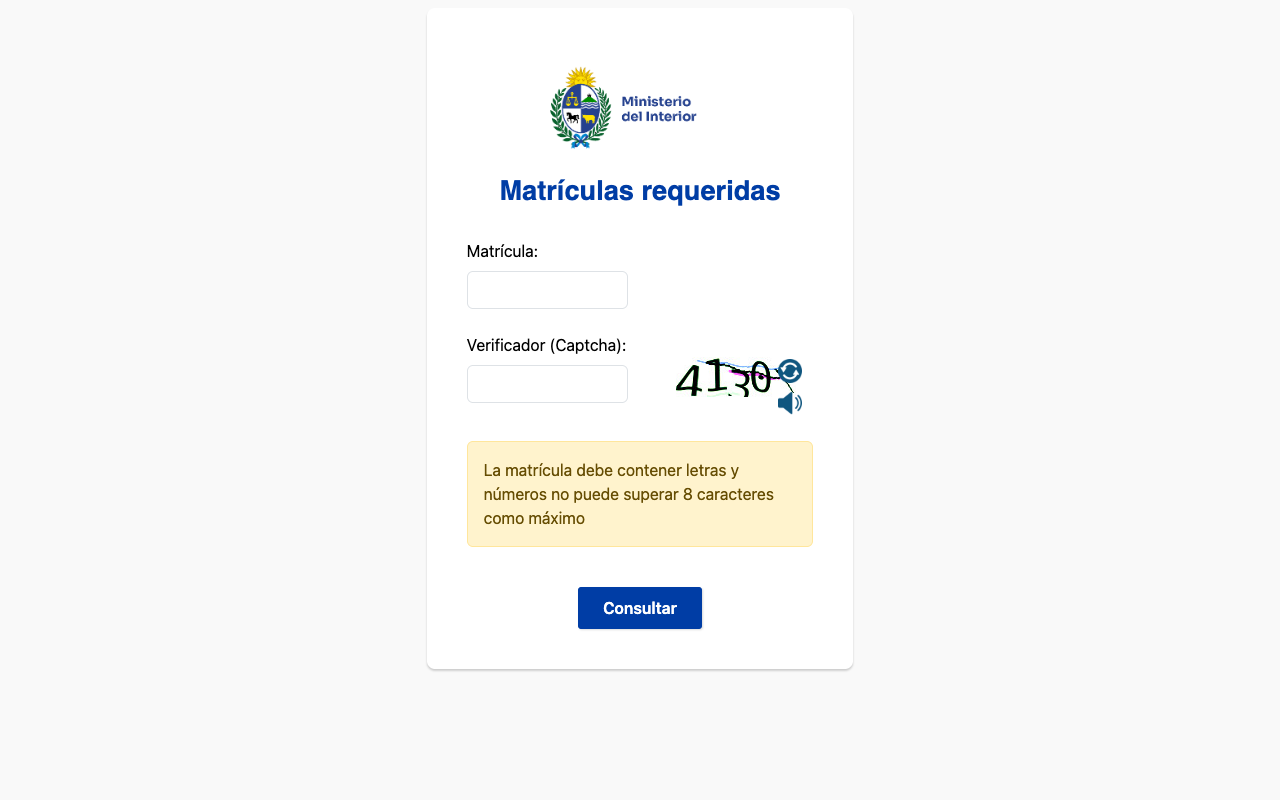 Ministerio
del Interior
Matrículas requeridas
Matrícula:
Verificador (Captcha):
La matrícula debe contener letras y
números no puede superar 8 caracteres
como máximo
Consultar